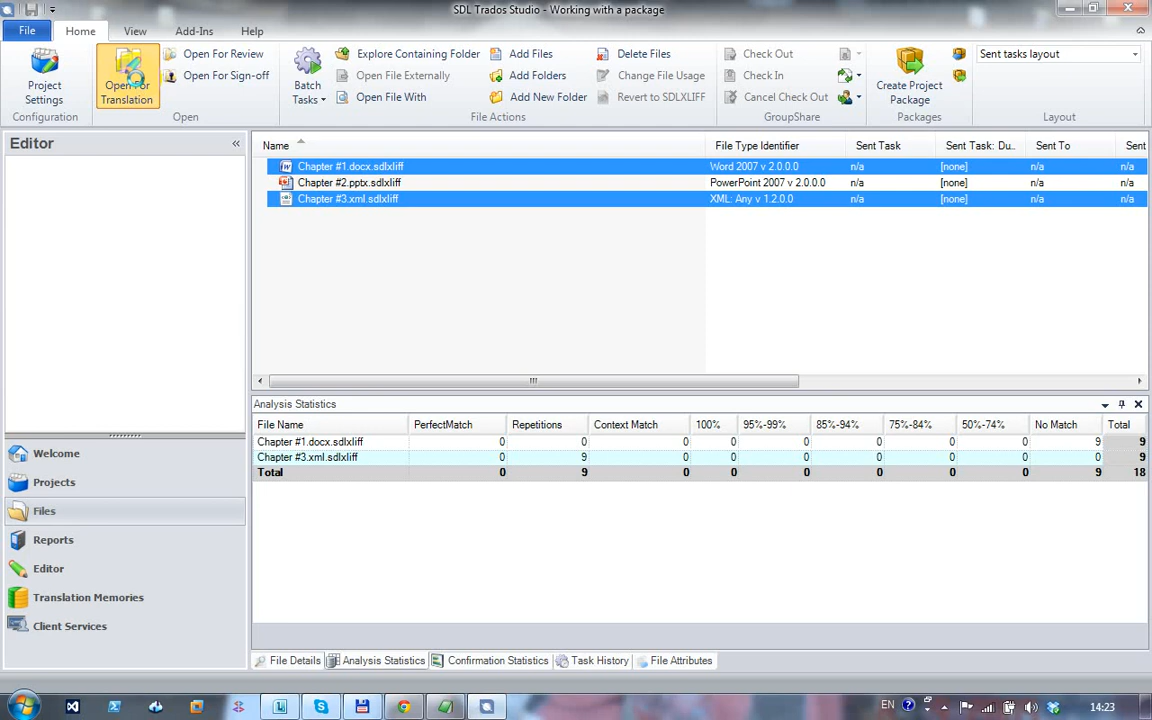 SDL Trados Studio - Working with a package
File Home View Add-Ins Help
Project Settings
Configuration
Open For Translation
Open For Review
Open For Sign-off
Open
Batch Tasks
Explore Containing Folder
Open File Externally
Open File With
Add Files
Add Folders
Add New Folder
Delete Files
Change File Usage
Revert to SDLXLIFF
File Actions
Check Out
Check In
Cancel Check Out
GroupShare
Create Project Package
Packages
Sent tasks layout
Layout
Editor
Name File Type Identifier Sent Task Sent Task: Du... Sent To Sent
Chapter #1.docx.sdlxliff Word 2007 v 2.0.0.0 n/a [none] n/a n/a
Chapter #2.pptx.sdlxliff PowerPoint 2007 v 2.0.0.0 n/a [none] n/a n/a
Chapter #3.xml.sdlxliff XML: Any v 1.2.0.0 n/a [none] n/a n/a
Analysis Statistics
File Name PerfectMatch Repetitions Context Match 100% 95%-99% 85%-94% 75%-84% 50%-74% No Match Total
Chapter #1.docx.sdlxliff 0 0 0 0 0 0 0 0 9 9
Chapter #3.xml.sdlxliff 0 9 0 0 0 0 0 0 0 9
Total 0 9 0 0 0 0 0 0 9 18
Welcome
Projects
Files
Reports
Editor
Translation Memories
Client Services
File Details Analysis Statistics Confirmation Statistics Task History File Attributes
EN 14:23